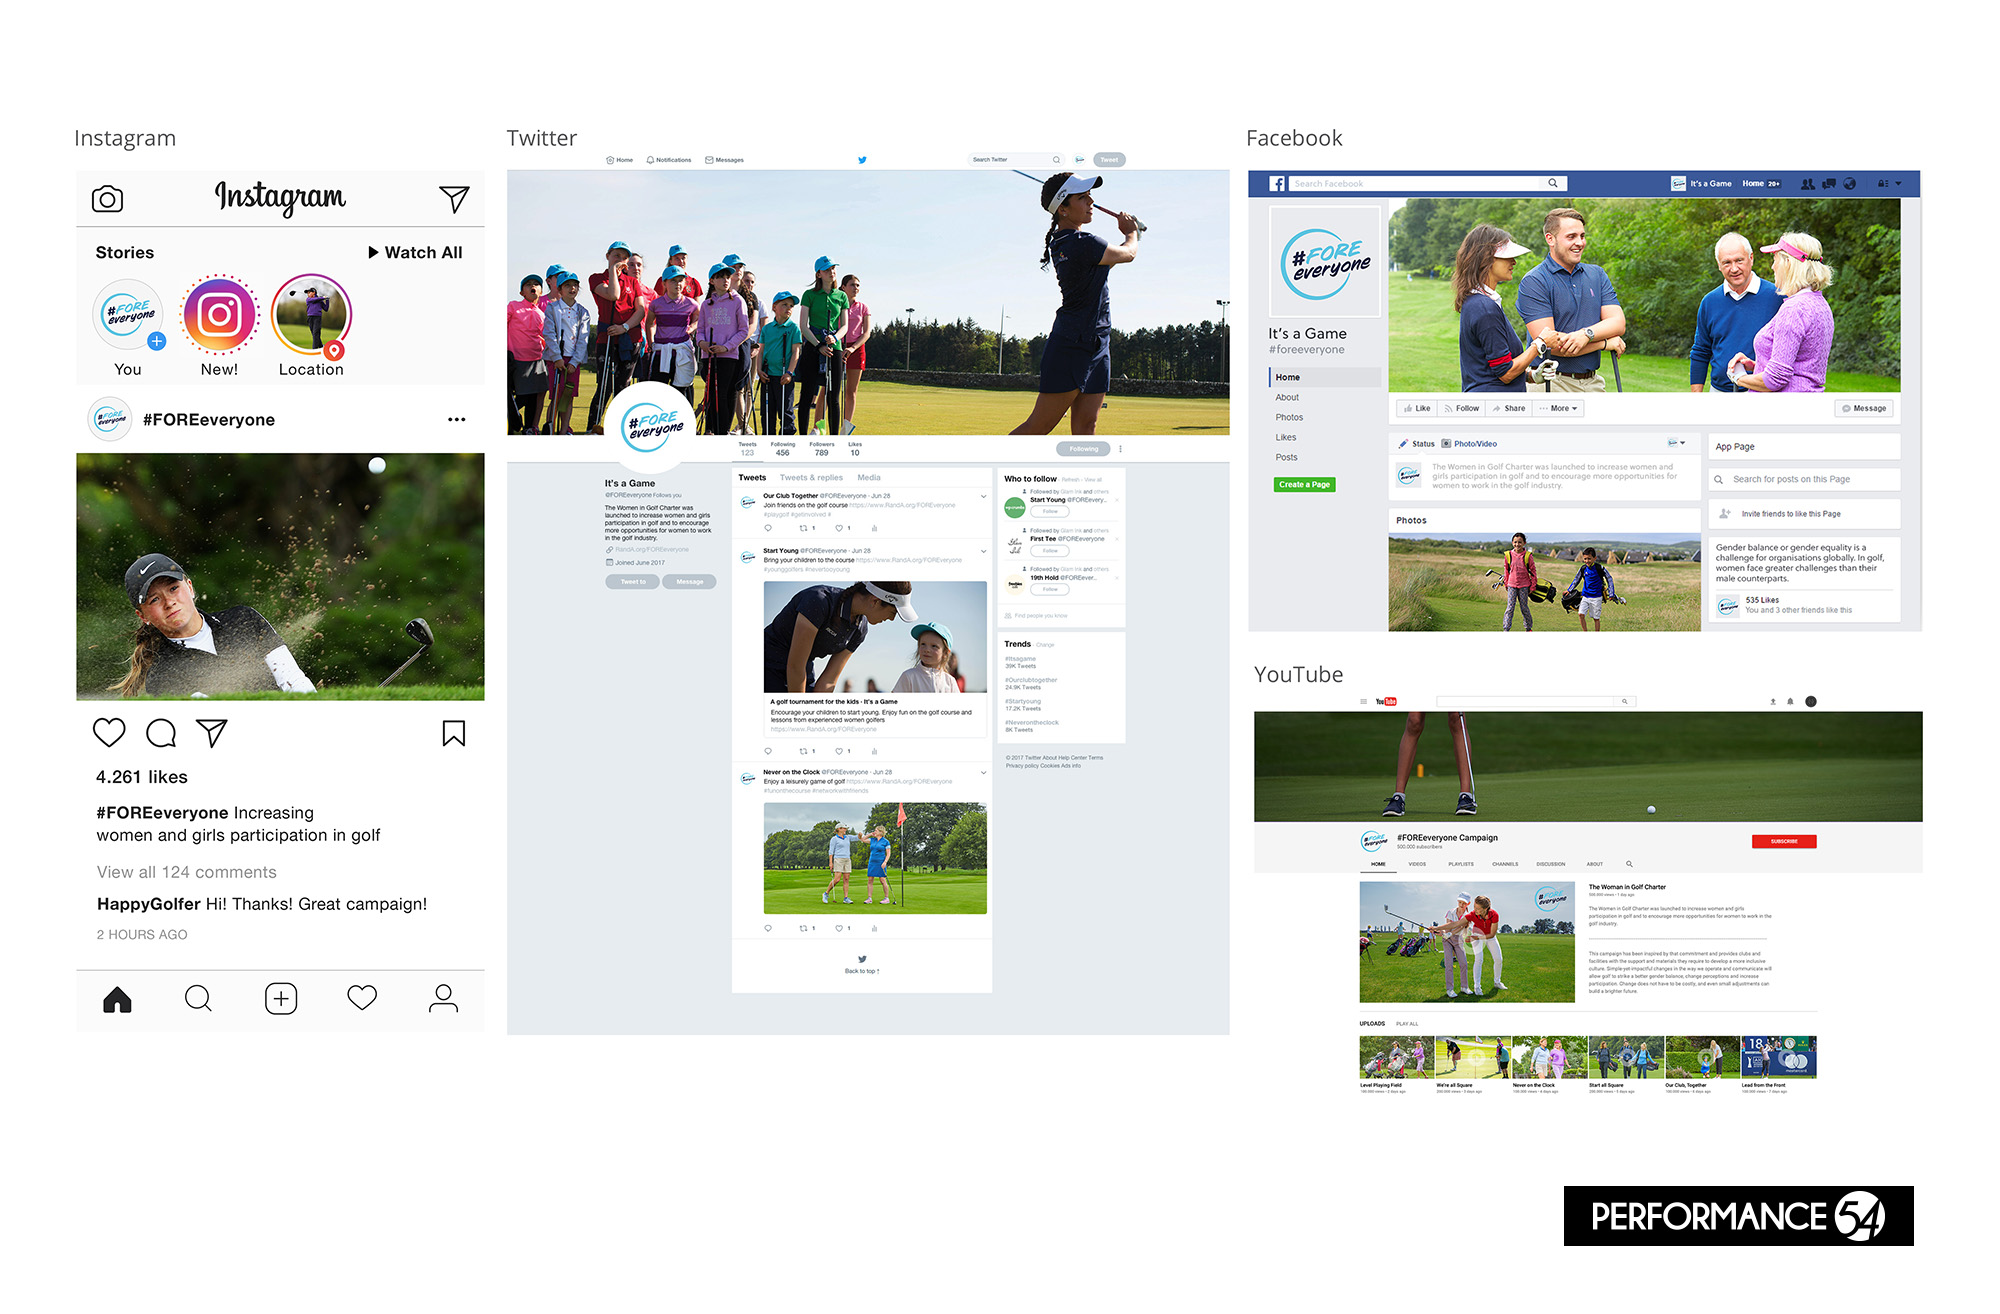 Instagram
Instagram
Stories
Watch All
#FORE
everyone
You
New!
Location
#FORE
everyone
#FOREeveryone
4.261 likes
#FOREeveryone Increasing
women and girls participation in golf
View all 124 comments
HappyGolfer Hi! Thanks! Great campaign!
2 HOURS AGO
Twitter
Home
Notifications
Messages
Search Twitter
Tweet
#FORE
everyone
Tweets
123
Following
456
Followers
789
Likes
10
Following
It's a Game
@FOREeveryone Follows you
The Women in Golf Charter was
launched to increase women and girls
participation in golf and to encourage
more opportunities for women to work
in the golf industry.
RandA.org/FOREeveryone
Joined June 2017
Tweet to
Message
Tweets
Tweets & replies
Media
Our Club Together @FOREeveryone · Jun 28
Join friends on the golf course https://www.RandA.org/FOREeveryone
#playgolf #getinvolved #
1
1
Start Young @FOREeveryone · Jun 28
Bring your children to the course https://www.RandA.org/FOREeveryone
#younggolfers #nevertooyoung
A golf tournament for the kids · It's a Game
Encourage your children to start young. Enjoy fun on the golf course and
lessons from experienced women golfers
https://www.RandA.org/FOREeveryone
1
1
Never on the Clock @FOREeveryone · Jun 28
Enjoy a leisurely game of golf https://www.RandA.org/FOREeveryone
#funonthecourse #networkwithfriends
1
1
Back to top ↑
Who to follow · Refresh · View all
Followed by Glam ink and others
Start Young @FOREevery...
Follow
Followed by Glam ink and others
First Tee @FOREeveryone
Follow
Followed by Glam ink and others
19th Hold @FOREever...
Follow
Find people you know
Trends · Change
#itsagame
39K Tweets
#Ourclubtogether
24.9K Tweets
#Startyoung
17.2K Tweets
#Neverontheclock
8K Tweets
© 2017 Twitter About Help Center Terms
Privacy policy Cookies Ads info
Facebook
Search Facebook
It's a Game
Home 20+
#FORE
everyone
It's a Game
#foreeveryone
Home
About
Photos
Likes
Posts
Create a Page
Like
Follow
Share
More
Message
Status
Photo/Video
The Women in Golf Charter was launched to increase women and
girls participation in golf and to encourage more opportunities for
women to work in the golf industry.
Photos
App Page
Search for posts on this Page
Invite friends to like this Page
Gender balance or gender equality is a
challenge for organisations globally. In golf,
women face greater challenges than their
male counterparts.
535 Likes
You and 3 other friends like this
YouTube
YouTube
#FORE
everyone
#FOREeveryone Campaign
500.000 subscribers
SUBSCRIBE
HOME
VIDEOS
PLAYLISTS
CHANNELS
DISCUSSION
ABOUT
#FORE
everyone
The Woman in Golf Charter
500.000 views · 1 day ago
The Women in Golf Charter was launched to increase women and girls
participation in golf and to encourage more opportunities for women to work in the
golf industry.
This campaign has been inspired by that commitment and provides clubs and
facilities with the support and materials they require to develop a more inclusive
culture. Simple yet impactful changes in the way we operate and communicate will
allow golf to strike a better gender balance, change perceptions and increase
participation. Change does not have to be costly, and even small adjustments can
build a brighter future.
UPLOADS
PLAY ALL
18
Level Playing Field
We're all Square
Never on the Clock
Start all Square
Our Club, Together
Lead from the Front
PERFORMANCE 54